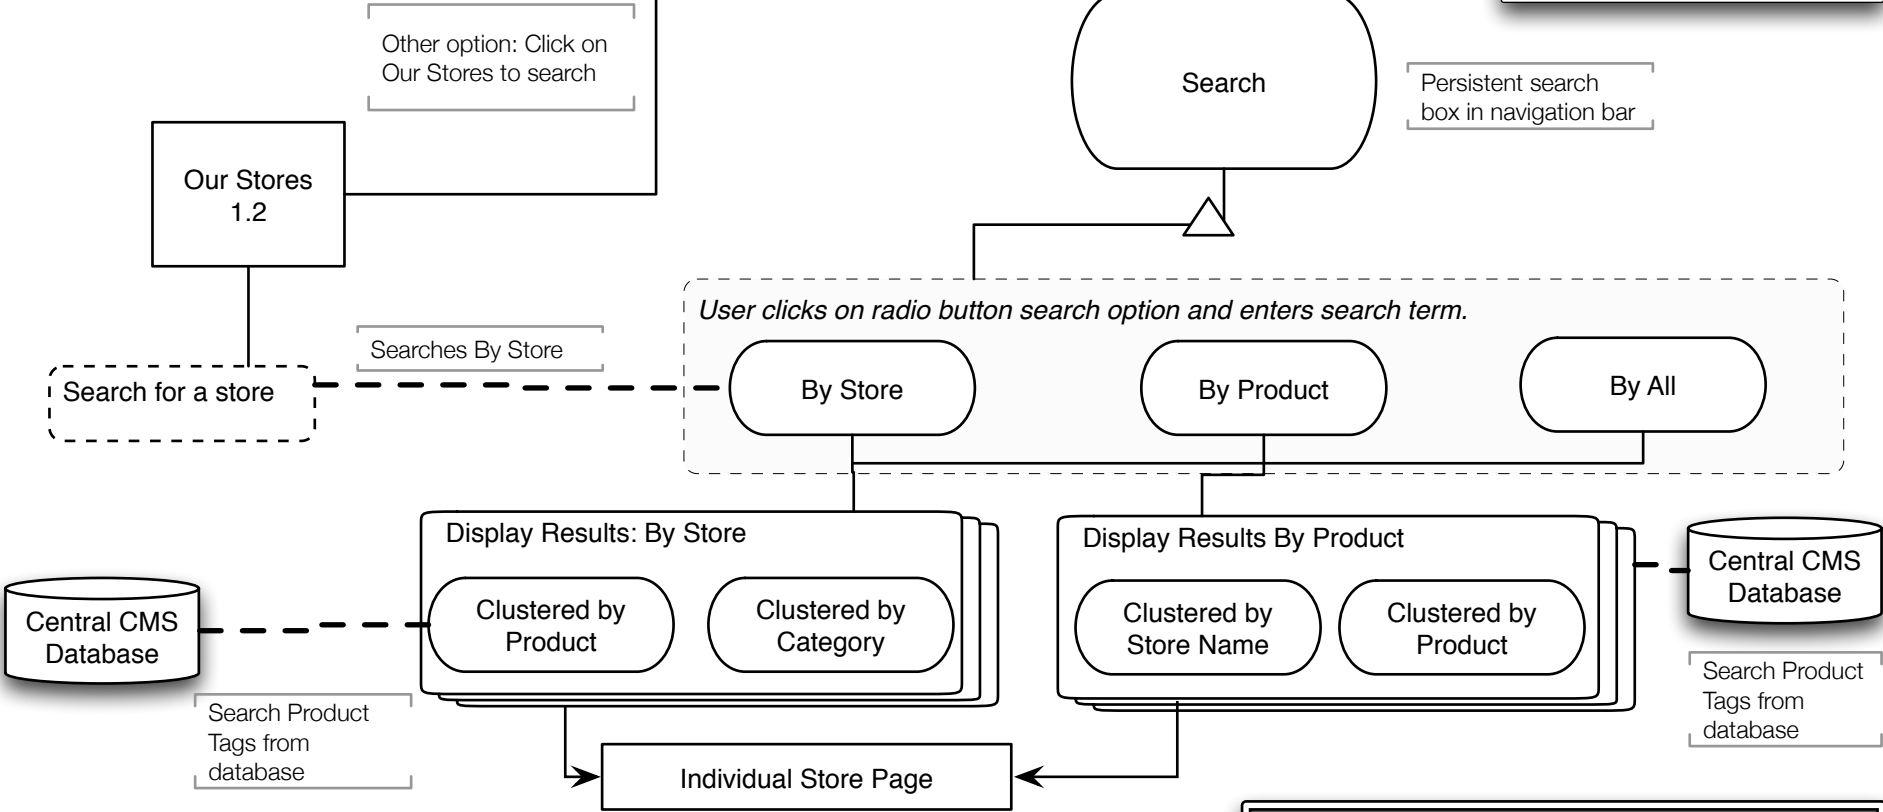 Other option: Click on
Our Stores to search
Search
Persistent search
box in navigation bar
Our Stores
1.2
User clicks on radio button search option and enters search term.
Searches By Store
Search for a store
By Store
By Product
By All
Display Results: By Store
Clustered by
Product
Clustered by
Category
Display Results By Product
Clustered by
Store Name
Clustered by
Product
Central CMS
Database
Central CMS
Database
Search Product
Tags from
database
Search Product
Tags from
database
Individual Store Page